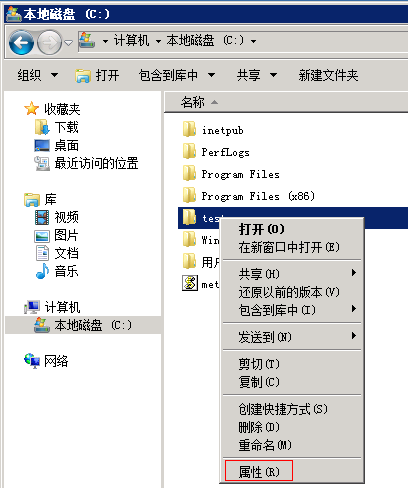 本地磁盘 (C:)
计算机 本地磁盘 (C:)
组织 打开 包含到库中 共享 新建文件夹
收藏夹
下载
桌面
最近访问的位置
库
视频
图片
文档
音乐
计算机
本地磁盘 (C:)
网络
名称
inetpub
PerfLogs
Program Files
Program Files (x86)
tes
Win
用户
met
打开(O)
在新窗口中打开(E)
共享(H)
还原以前的版本(V)
包含到库中(I)
发送到(N)
剪切(T)
复制(C)
创建快捷方式(S)
删除(D)
重命名(M)
属性(R)